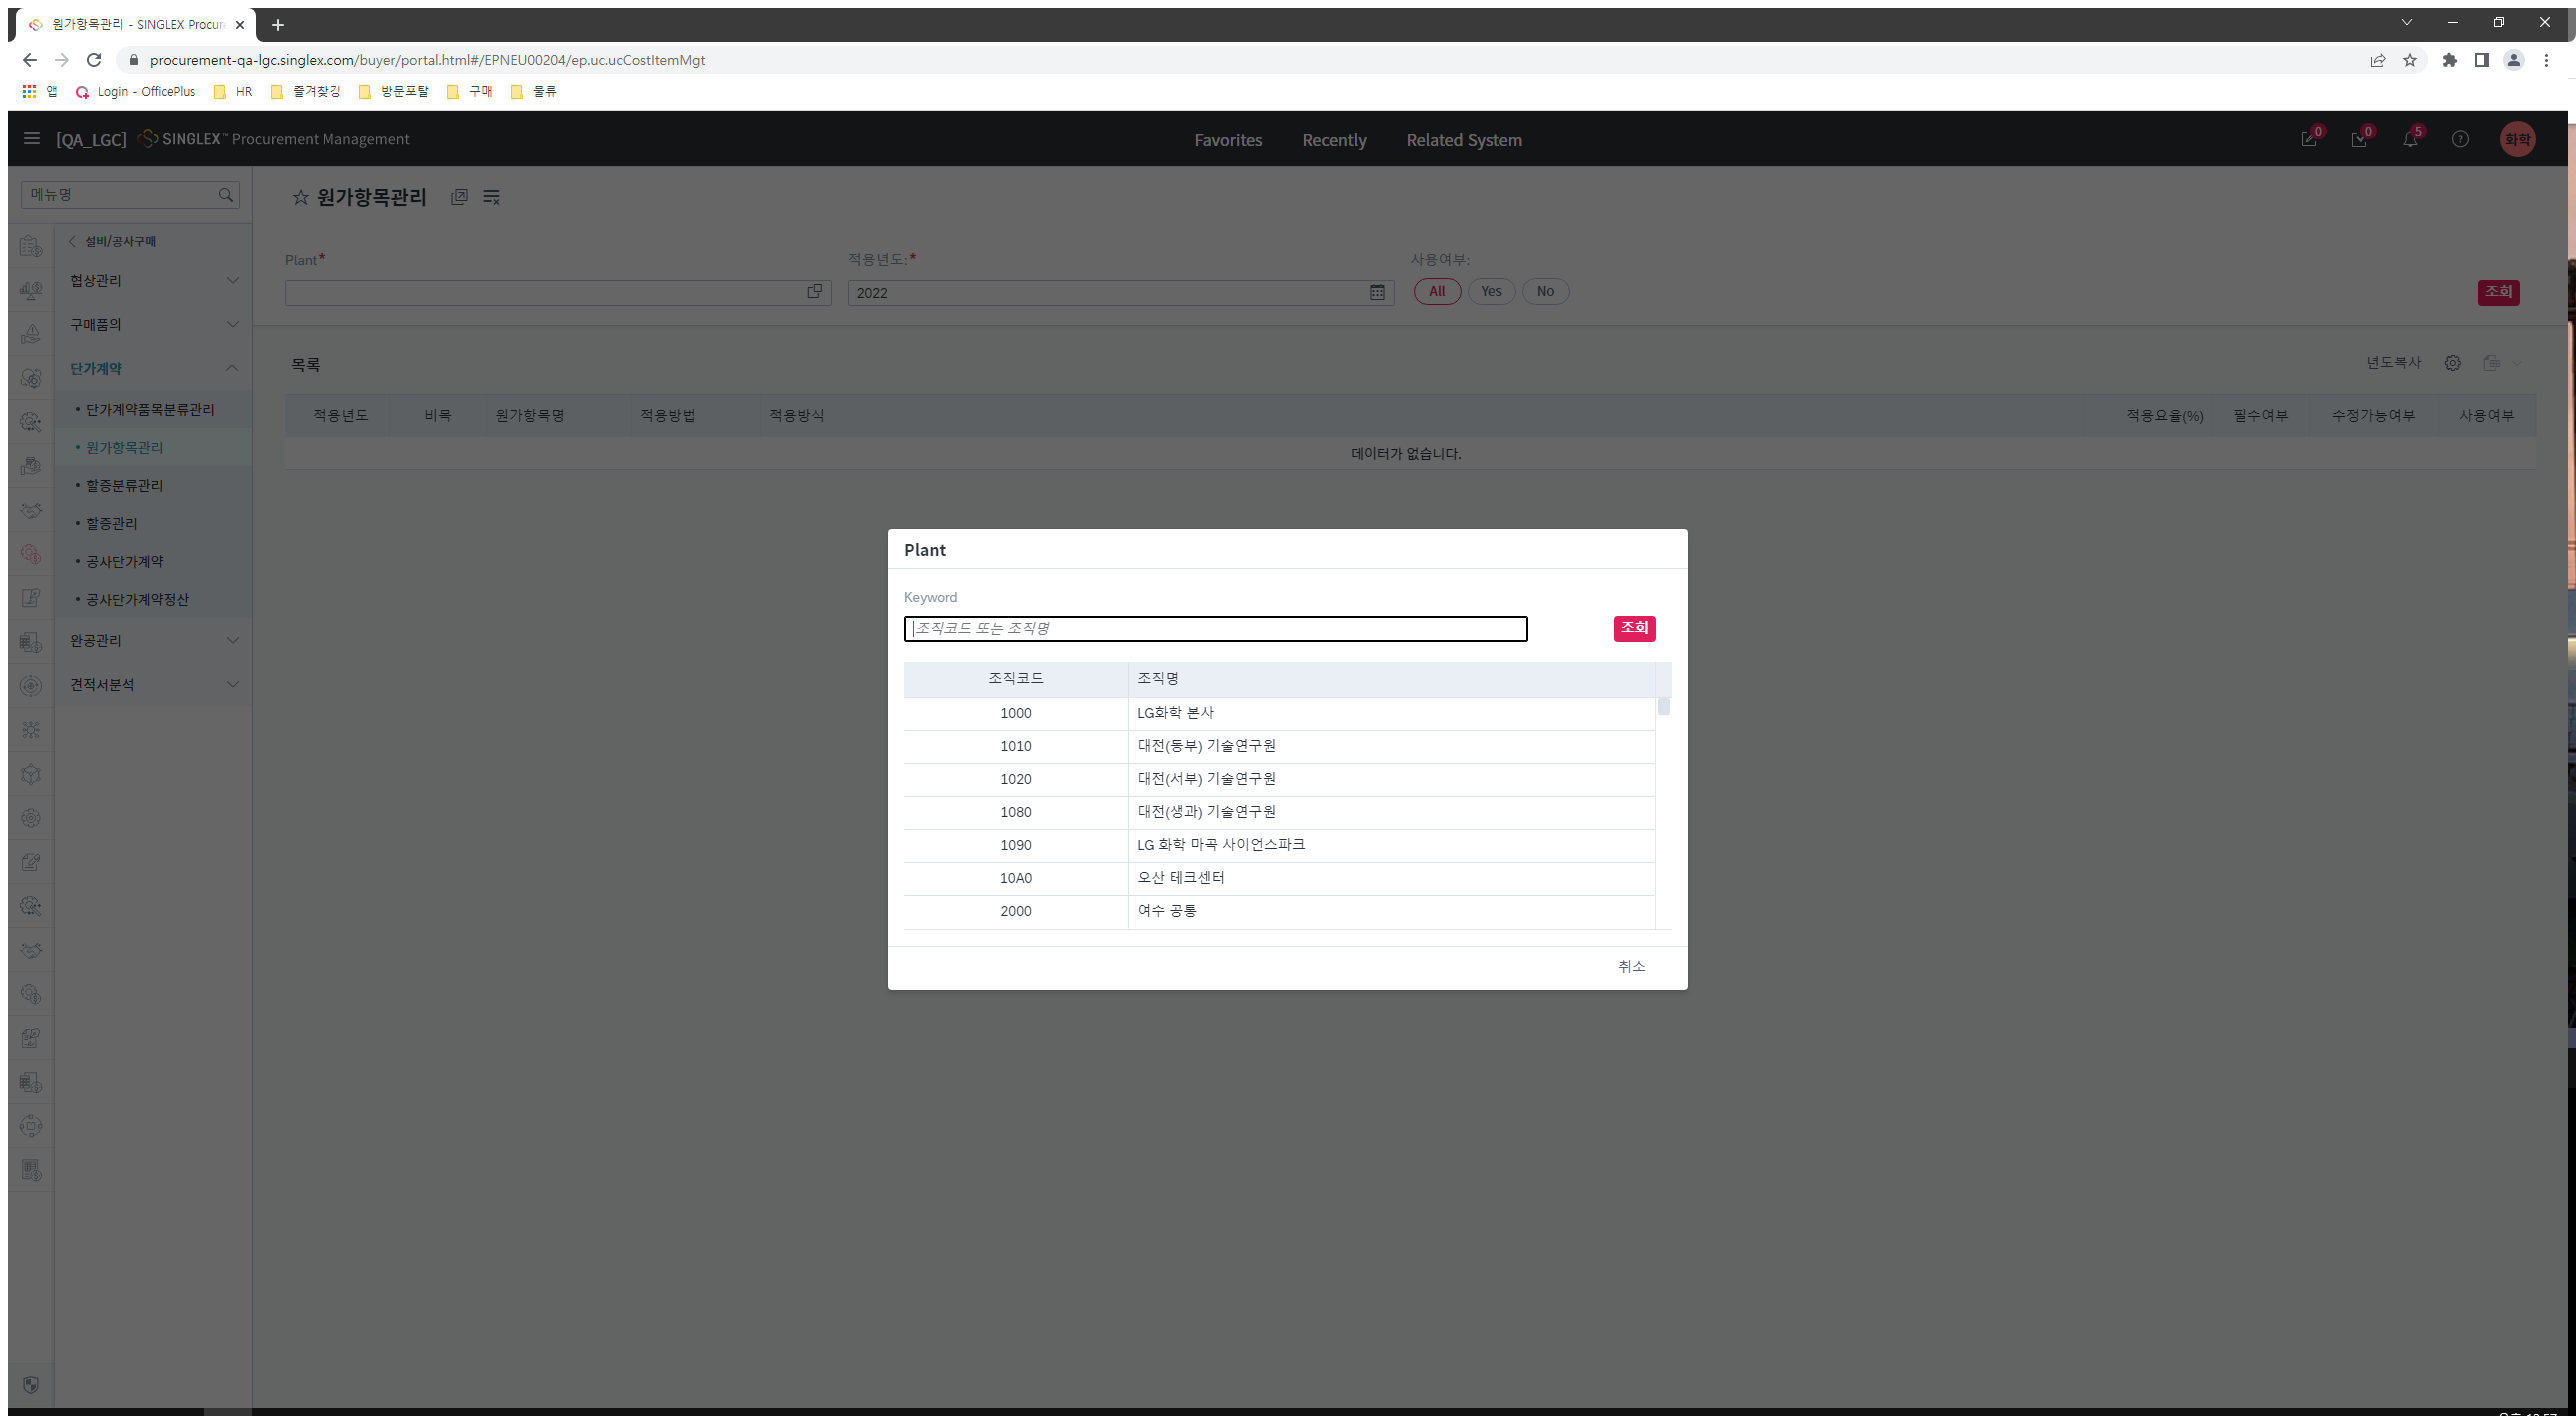 원가항목관리 - SINGLEX Procure
procurement-qa-lgc.singlex.com/buyer/portal.html#/EPNEU00204/ep.uc.ucCostItemMgt
앱 Login - OfficePlus HR 즐겨찾깅 방문포탈 구매 물류
[QA_LGC] SINGLEX™ Procurement Management Favorites Recently Related System 0 0 5 화학
메뉴명
원가항목관리
설비/공사구매
협상관리
구매품의
단가계약
• 단가계약품목분류관리
• 원가항목관리
• 할증분류관리
• 할증관리
• 공사단가계약
• 공사단가계약정산
완공관리
견적서분석
Plant* 적용년도:* 사용여부:
2022 All Yes No 조회
목록 년도복사
적용년도 비목 원가항목명 적용방법 적용방식 적용요율(%) 필수여부 수정가능여부 사용여부
데이터가 없습니다.
Plant
Keyword
조직코드 또는 조직명 조회
조직코드 조직명
1000 LG화학 본사
1010 대전(동부) 기술연구원
1020 대전(서부) 기술연구원
1080 대전(생과) 기술연구원
1090 LG 화학 마곡 사이언스파크
10A0 오산 테크센터
2000 여수 공통
취소